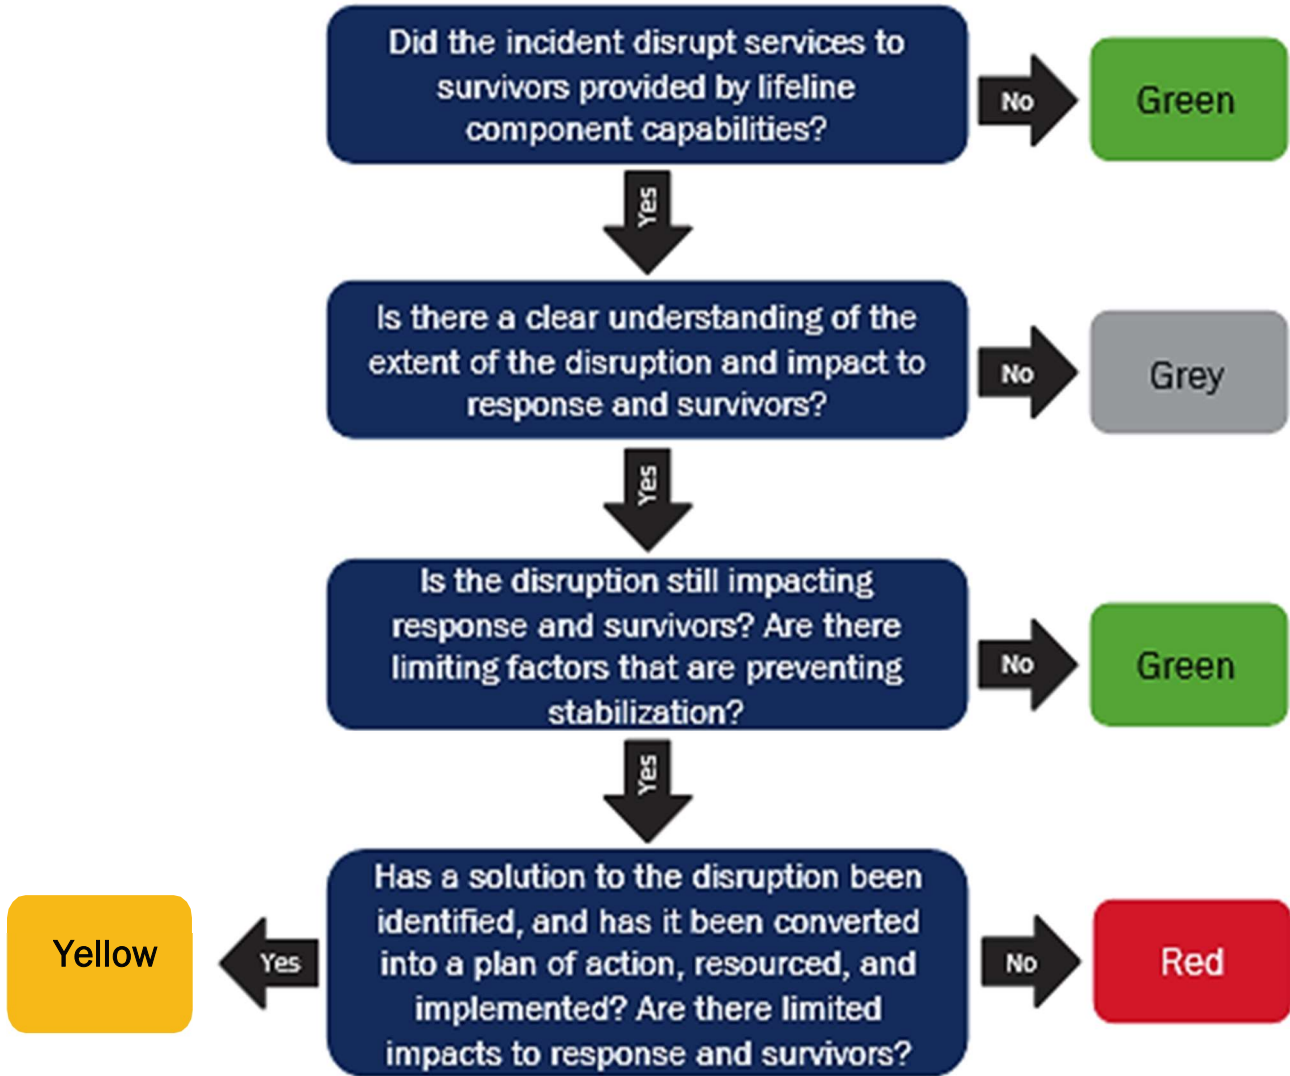 Did the incident disrupt services to
survivors provided by lifeline
component capabilities?
No
Green
Yes
Is there a clear understanding of the
extent of the disruption and impact to
response and survivors?
No
Grey
Yes
Is the disruption still impacting
response and survivors? Are there
limiting factors that are preventing
stabilization?
No
Green
Yes
Has a solution to the disruption been
identified, and has it been converted
into a plan of action, resourced, and
implemented? Are there limited
impacts to response and survivors?
Yes
Yellow
No
Red